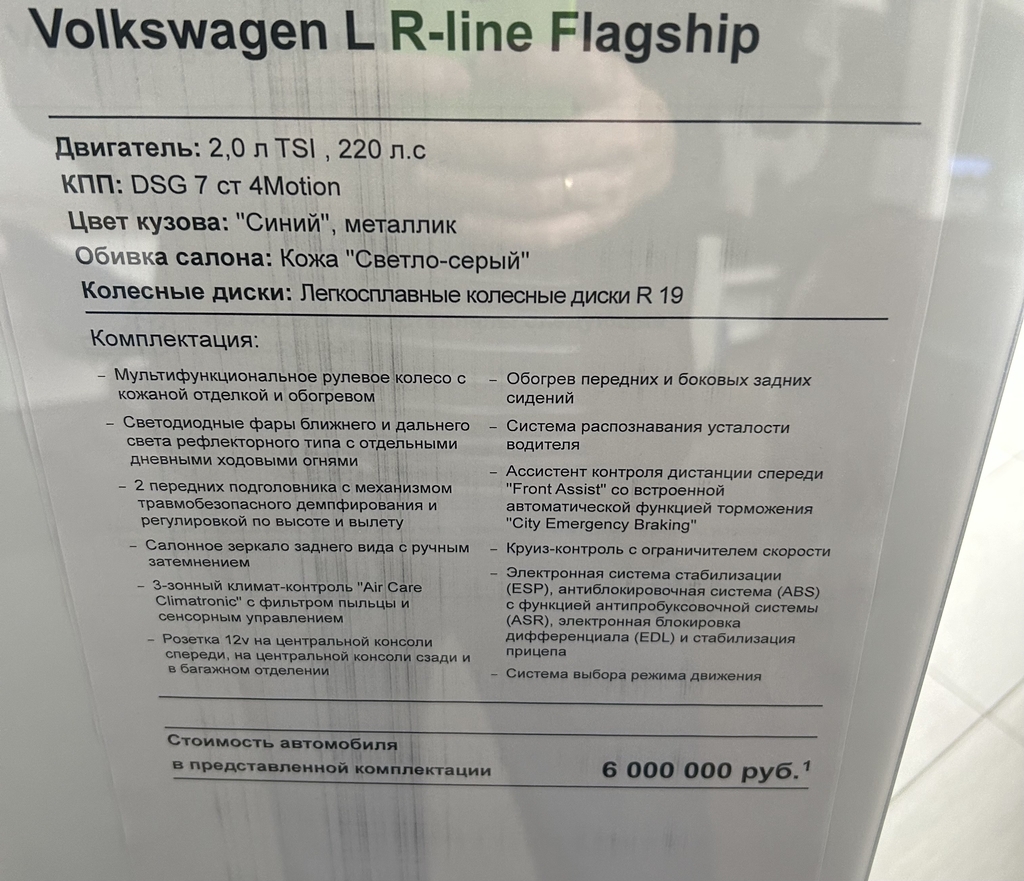 Volkswagen L R-line Flagship
Двигатель: 2,0 л TSI , 220 л.с
КПП: DSG 7 ст 4Motion
Цвет кузова: "Синий", металлик
Обивка салона: Кожа "Светло-серый"
Колесные диски: Легкосплавные колесные диски R 19
Комплектация:
– Мультифункциональное рулевое колесо с
кожаной отделкой и обогревом
– Светодиодные фары ближнего и дальнего
света рефлекторного типа с отдельными
дневными ходовыми огнями
– 2 передних подголовника с механизмом
травмобезопасного демпфирования и
регулировкой по высоте и вылету
– Салонное зеркало заднего вида с ручным
затемнением
– 3-зонный климат-контроль "Air Care
Climatronic" с фильтром пыльцы и
сенсорным управлением
– Розетка 12v на центральной консоли
спереди, на центральной консоли сзади и
в багажном отделении
– Обогрев передних и боковых задних
сидений
– Система распознавания усталости
водителя
– Ассистент контроля дистанции спереди
"Front Assist" со встроенной
автоматической функцией торможения
"City Emergency Braking"
– Круиз-контроль с ограничителем скорости
– Электронная система стабилизации
(ESP), антиблокировочная система (ABS)
с функцией антипробуксовочной системы
(ASR), электронная блокировка
дифференциала (EDL) и стабилизация
прицепа
– Система выбора режима движения
Стоимость автомобиля
в представленной комплектации
6 000 000 руб.¹